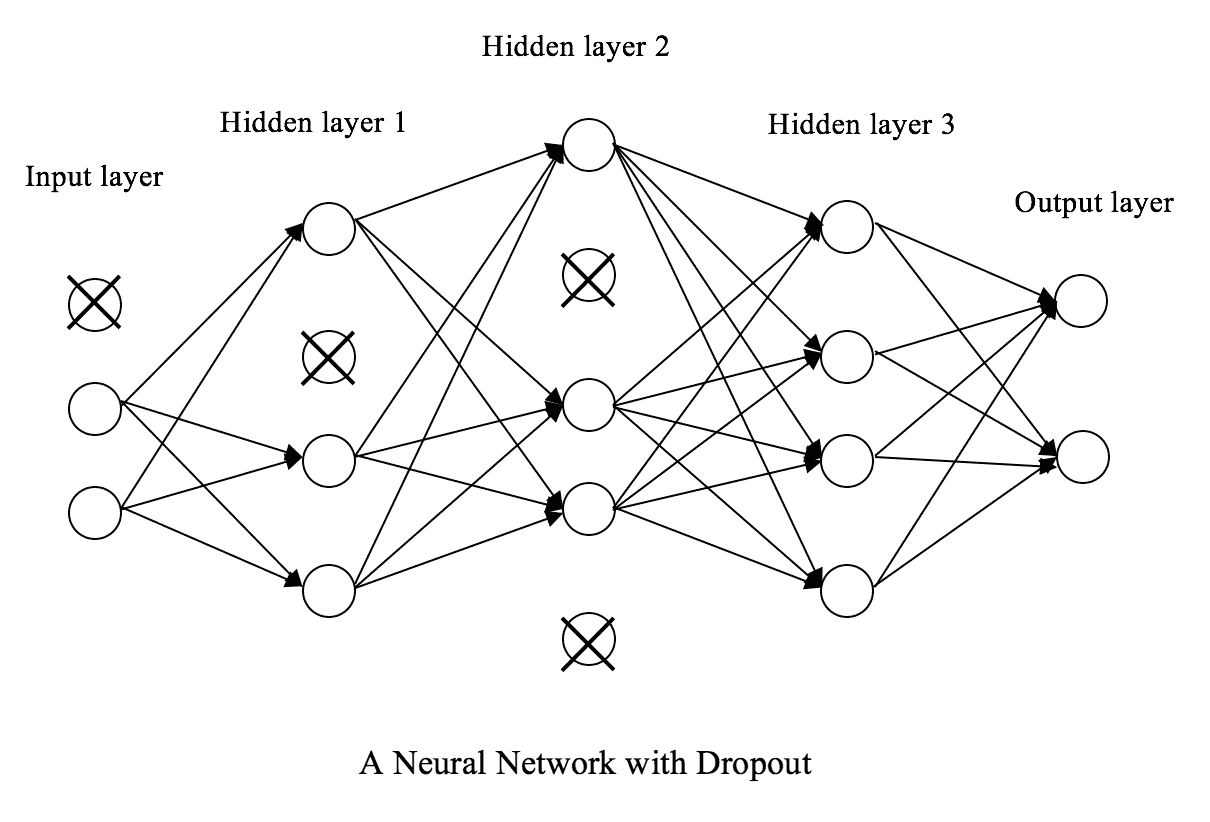 Hidden layer 2
Hidden layer 1
Hidden layer 3
Input layer
Output layer
A Neural Network with Dropout